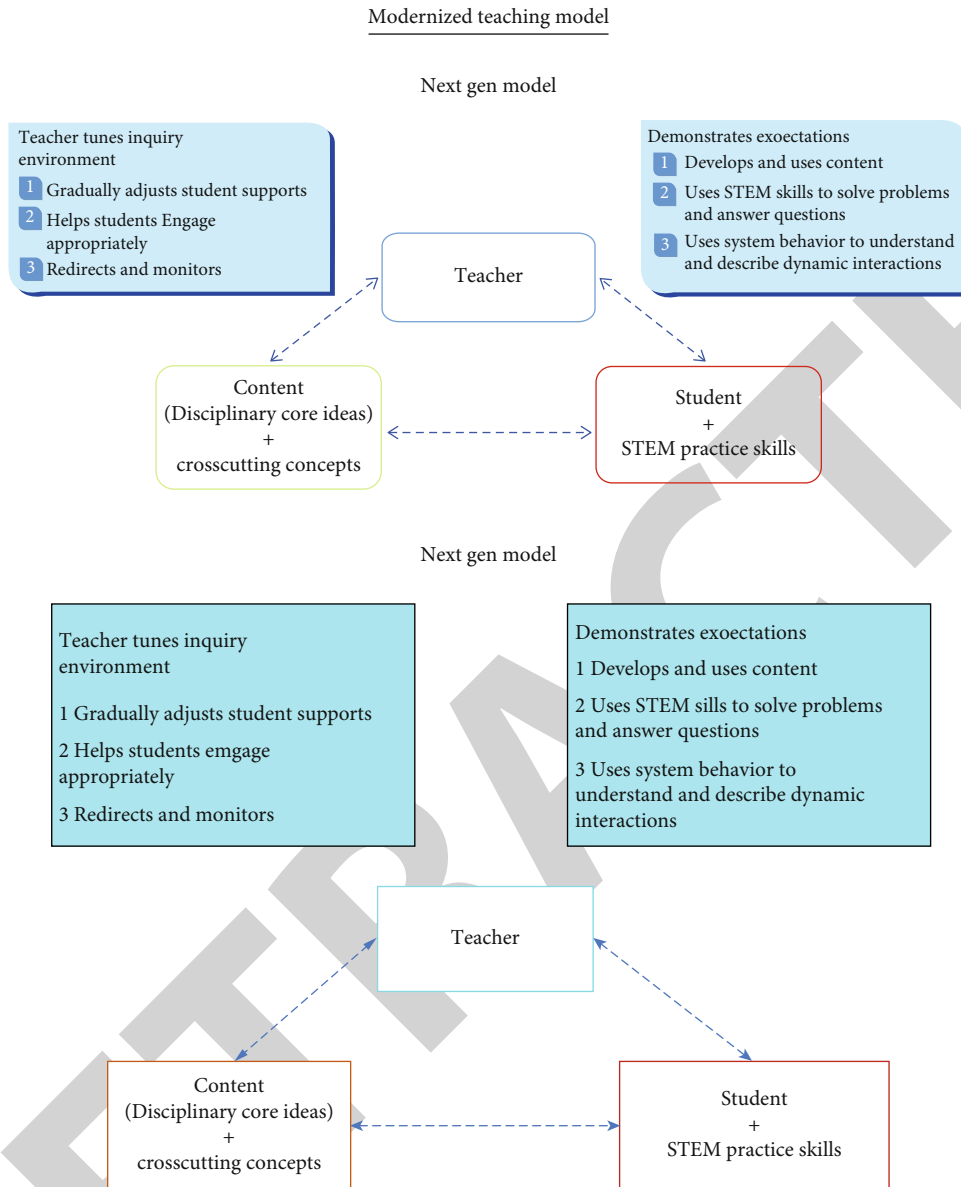 Modernized teaching model
Next gen model
Teacher tunes inquiry
environment
1 Gradually adjusts student supports
2 Helps students Engage
appropriately
3 Redirects and monitors
Demonstrates exoectations
1 Develops and uses content
2 Uses STEM skills to solve problems
and answer questions
3 Uses system behavior to understand
and describe dynamic interactions
Teacher
Content
(Disciplinary core ideas)
+
crosscutting concepts
Student
+
STEM practice skills
Next gen model
Teacher tunes inquiry
environment
1 Gradually adjusts student supports
2 Helps students emgage
appropriately
3 Redirects and monitors
Demonstrates exoectations
1 Develops and uses content
2 Uses STEM sills to solve problems
and answer questions
3 Uses system behavior to
understand and describe dynamic
interactions
Teacher
Content
(Disciplinary core ideas)
+
crosscutting concepts
Student
+
STEM practice skills